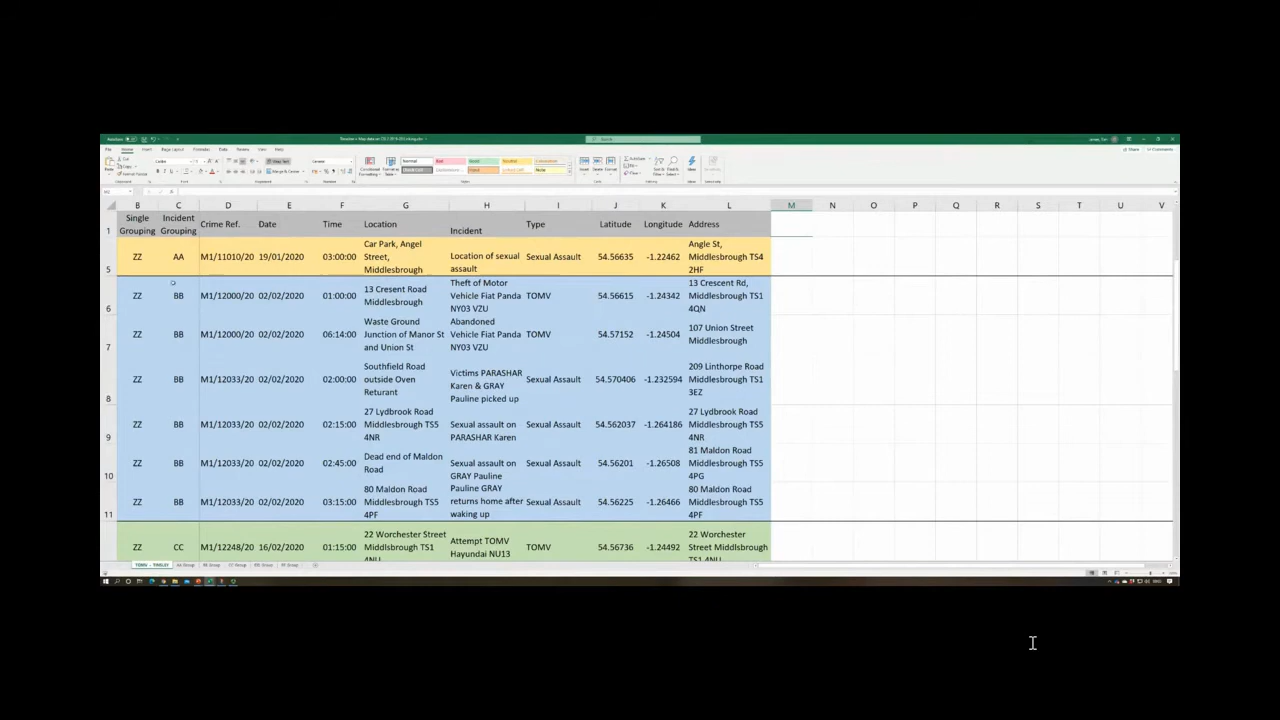 B C D E F G H I J K L M N O P Q R S T U V
1 Single Grouping Incident Grouping Crime Ref. Date Time Location Incident Type Latitude Longitude Address
5 ZZ AA M1/11010/20 19/01/2020 03:00:00 Car Park, Angel Street, Middlesbrough Location of sexual assault Sexual Assault 54.56635 -1.22462 Angle St, Middlesbrough TS4 2HF
6 ZZ BB M1/12000/20 02/02/2020 01:00:00 13 Cresent Road Middlesbrough Theft of Motor Vehicle Fiat Panda NY03 VZU TOMV 54.56615 -1.24342 13 Crescent Rd, Middlesbrough TS1 4QN
7 ZZ BB M1/12000/20 02/02/2020 06:14:00 Waste Ground Junction of Manor St and Union St Abandoned Vehicle Fiat Panda NY03 VZU TOMV 54.57152 -1.24504 107 Union Street Middlesbrough
8 ZZ BB M1/12033/20 02/02/2020 02:00:00 Southfield Road outside Oven Returant Victims PARASHAR Karen & GRAY Pauline picked up Sexual Assault 54.570406 -1.232594 209 Linthorpe Road Middlesbrough TS1 3EZ
9 ZZ BB M1/12033/20 02/02/2020 02:15:00 27 Lydbrook Road Middlesbrough TS5 4NR Sexual assault on PARASHAR Karen Sexual Assault 54.562037 -1.264186 27 Lydbrook Road Middlesbrough TS5 4NR
10 ZZ BB M1/12033/20 02/02/2020 02:45:00 Dead end of Maldon Road Sexual assault on GRAY Pauline Sexual Assault 54.56201 -1.26508 81 Maldon Road Middlesbrough TS5 4PG
11 ZZ BB M1/12033/20 02/02/2020 03:15:00 80 Maldon Road Middlesbrough TS5 4PF Pauline GRAY returns home after waking up Sexual Assault 54.56225 -1.26466 80 Maldon Road Middlesbrough TS5 4PF
ZZ CC M1/12248/20 16/02/2020 01:15:00 22 Worchester Street Middlsbrough TS1 4NU Attempt TOMV Hayundai NU13 TOMV 54.56736 -1.24492 22 Worchester Street Middlsbrough TS1 4NU